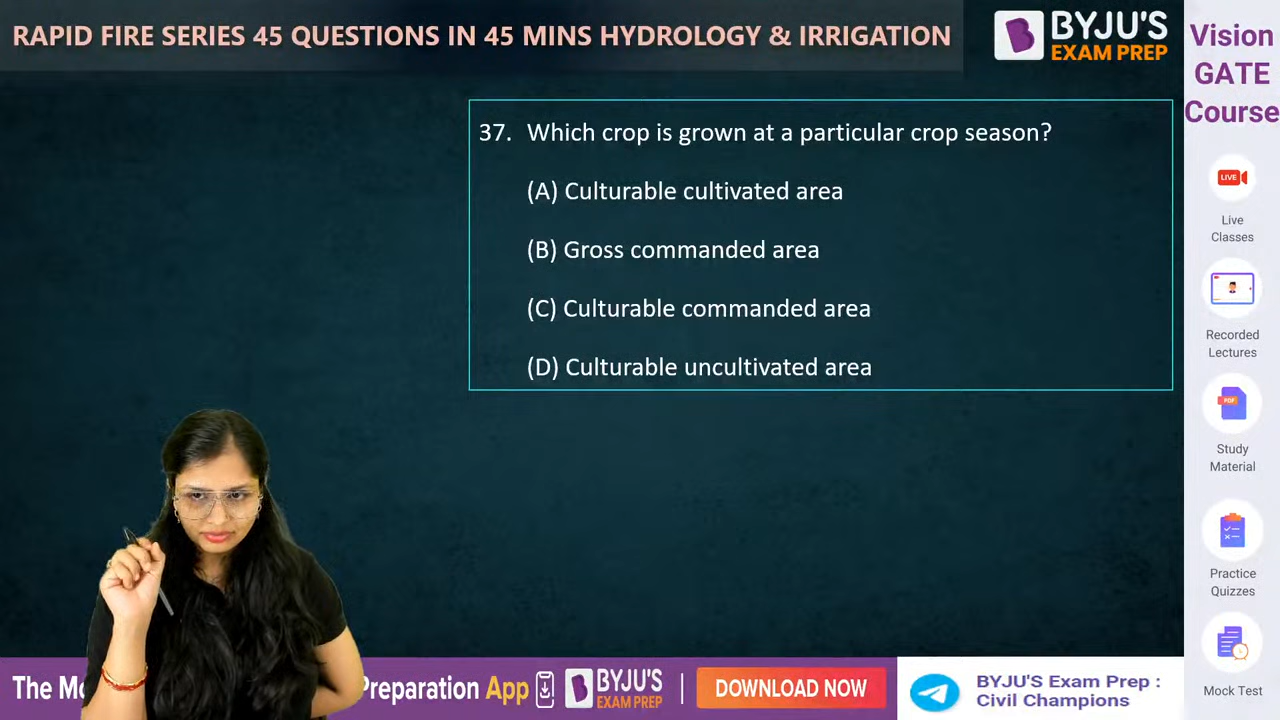 RAPID FIRE SERIES 45 QUESTIONS IN 45 MINS HYDROLOGY & IRRIGATION
BYJU'S
EXAM PREP
Vision
GATE
Course
37. Which crop is grown at a particular crop season?
(A) Culturable cultivated area
(B) Gross commanded area
(C) Culturable commanded area
(D) Culturable uncultivated area
LIVE
Live
Classes
Recorded
Lectures
PDF
Study
Material
Practice
Quizzes
Mock Test
The Preparation App
BYJU'S
EXAM PREP
DOWNLOAD NOW
BYJU'S Exam Prep :
Civil Champions